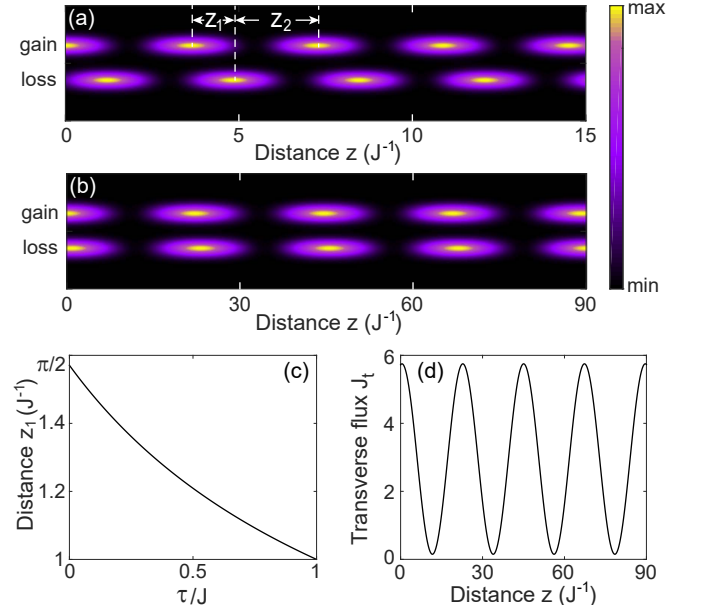 (a) z₁ z₂ max
gain
loss
0 5 10 15
Distance z (J⁻¹)
(b)
gain
loss
min
0 30 60 90
Distance z (J⁻¹)
π/2 (c)
1.4
1.2
1
Distance z₁ (J⁻¹)
0 0.5 1
τ/J
6 (d)
4
2
0
Transverse flux Jₜ
0 30 60 90
Distance z (J⁻¹)